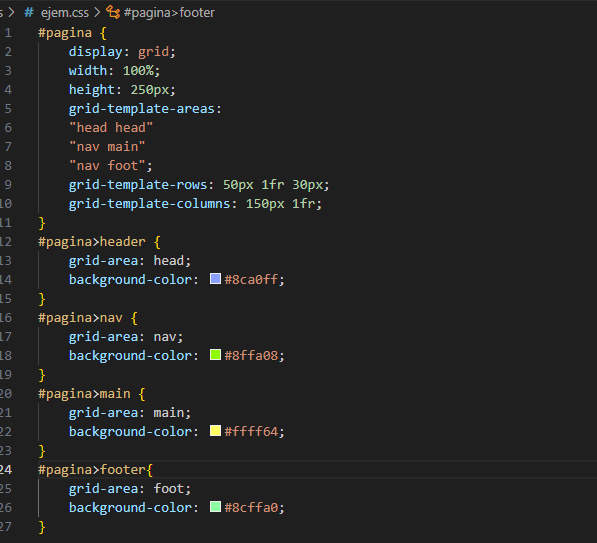 s > # ejem.css > #pagina>footer
1 #pagina {
2 display: grid;
3 width: 100%;
4 height: 250px;
5 grid-template-areas:
6 "head head"
7 "nav main"
8 "nav foot";
9 grid-template-rows: 50px 1fr 30px;
10 grid-template-columns: 150px 1fr;
11 }
12 #pagina>header {
13 grid-area: head;
14 background-color: #8ca0ff;
15 }
16 #pagina>nav {
17 grid-area: nav;
18 background-color: #8ffa08;
19 }
20 #pagina>main {
21 grid-area: main;
22 background-color: #ffff64;
23 }
24 #pagina>footer{
25 grid-area: foot;
26 background-color: #8cffa0;
27 }